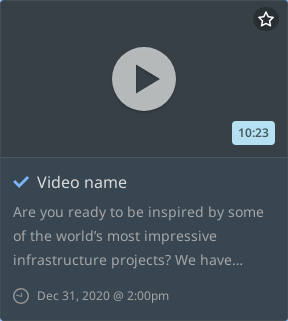 10:23
Video name
Are you ready to be inspired by some
of the world’s most impressive
infrastructure projects? We have...
Dec 31, 2020 @ 2:00pm